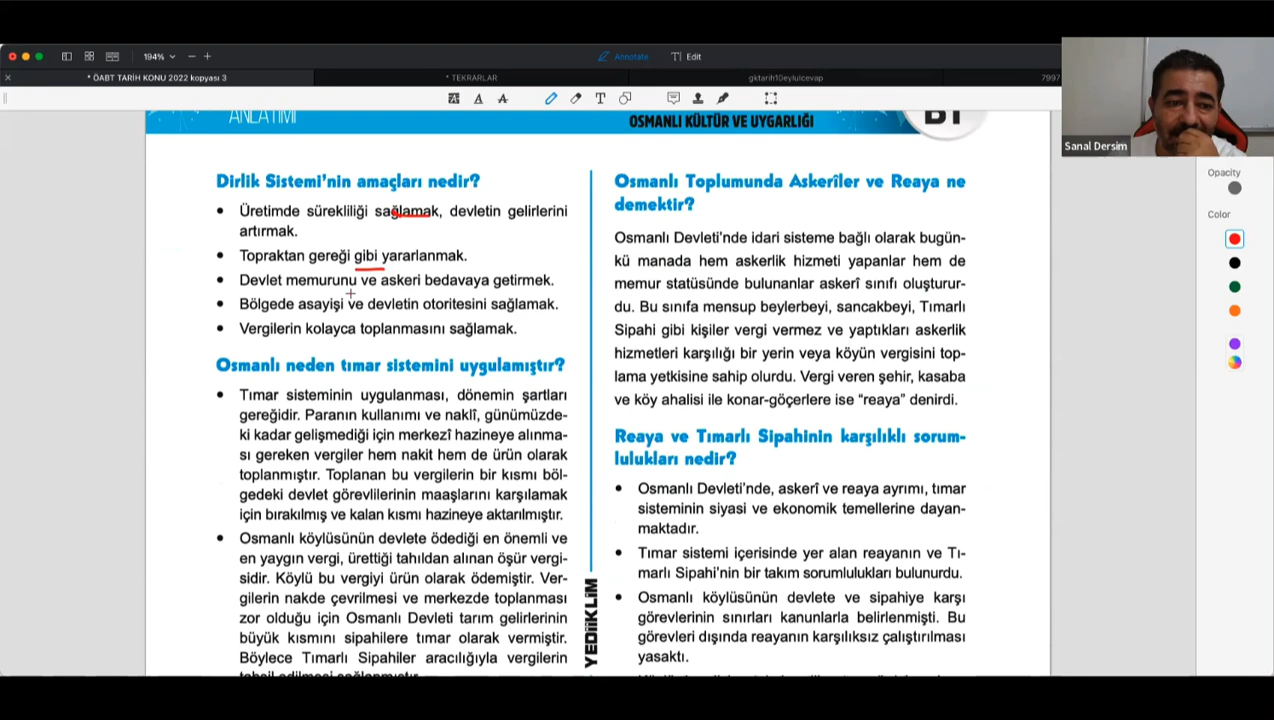 194%
Annotate
Edit
* ÖABT TARİH KONU 2022 kopyası 3
* TEKRARLAR
gktarih10eylulcevap
7997
Sanal Dersim
Opacity
Color
ANLATIMI
OSMANLI KÜLTÜR VE UYGARLIĞI
Dirlik Sistemi'nin amaçları nedir?
• Üretimde sürekliliği sağlamak, devletin gelirlerini
artırmak.
• Topraktan gereği gibi yararlanmak.
• Devlet memurunu ve askeri bedavaya getirmek.
• Bölgede asayişi ve devletin otoritesini sağlamak.
• Vergilerin kolayca toplanmasını sağlamak.
Osmanlı neden tımar sistemini uygulamıştır?
• Tımar sisteminin uygulanması, dönemin şartları
gereğidir. Paranın kullanımı ve naklî, günümüzde-
ki kadar gelişmediği için merkezî hazineye alınma-
sı gereken vergiler hem nakit hem de ürün olarak
toplanmıştır. Toplanan bu vergilerin bir kısmı böl-
gedeki devlet görevlilerinin maaşlarını karşılamak
için bırakılmış ve kalan kısmı hazineye aktarılmıştır.
• Osmanlı köylüsünün devlete ödediği en önemli ve
en yaygın vergi, ürettiği tahıldan alınan öşür vergi-
sidir. Köylü bu vergiyi ürün olarak ödemiştir. Ver-
gilerin nakde çevrilmesi ve merkezde toplanması
zor olduğu için Osmanlı Devleti tarım gelirlerinin
büyük kısmını sipahilere tımar olarak vermiştir.
Böylece Tımarlı Sipahiler aracılığıyla vergilerin
tahsil edilmesi sağlanmıştır.
YEDİİKLİM
Osmanlı Toplumunda Askerîler ve Reaya ne
demektir?
Osmanlı Devleti'nde idari sisteme bağlı olarak bugün-
kü manada hem askerlik hizmeti yapanlar hem de
memur statüsünde bulunanlar askerî sınıfı oluşturur-
du. Bu sınıfa mensup beylerbeyi, sancakbeyi, Tımarlı
Sipahi gibi kişiler vergi vermez ve yaptıkları askerlik
hizmetleri karşılığı bir yerin veya köyün vergisini top-
lama yetkisine sahip olurdu. Vergi veren şehir, kasaba
ve köy ahalisi ile konar-göçerlere ise “reaya” denirdi.
Reaya ve Tımarlı Sipahinin karşılıklı sorum-
lulukları nedir?
• Osmanlı Devleti'nde, askerî ve reaya ayrımı, tımar
sisteminin siyasi ve ekonomik temellerine dayan-
maktadır.
• Tımar sistemi içerisinde yer alan reayanın ve Tı-
marlı Sipahi'nin bir takım sorumlulukları bulunurdu.
• Osmanlı köylüsünün devlete ve sipahiye karşı
görevlerinin sınırları kanunlarla belirlenmişti. Bu
görevleri dışında reayanın karşılıksız çalıştırılması
yasaktı.